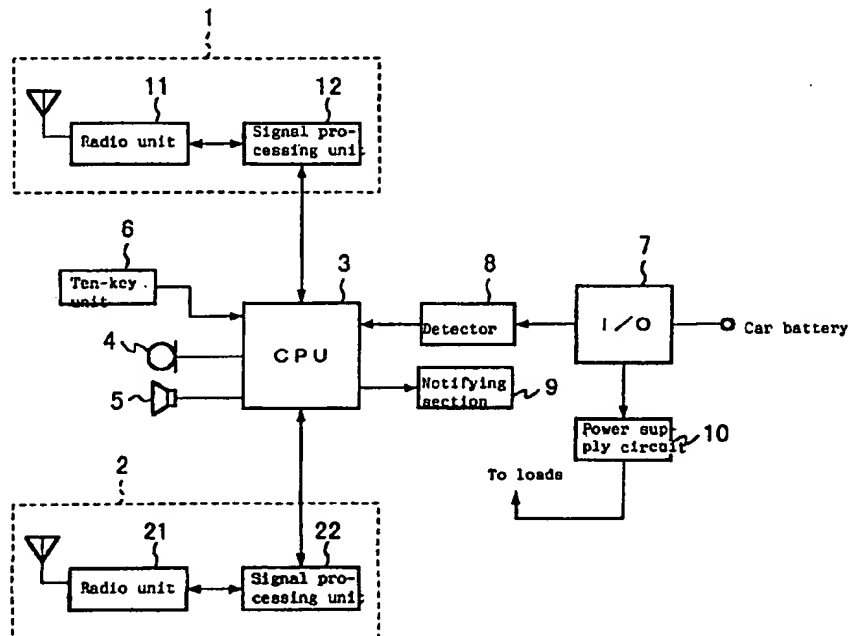 1
11
12
Radio unit
Signal pro-
cessing unit
6
3
8
7
Ten-key
unit
CPU
Detector
I/O
Car battery
4
5
Notifying
section
9
Power sup-
ply circuit
10
To loads
2
21
22
Radio unit
Signal pro-
cessing unit